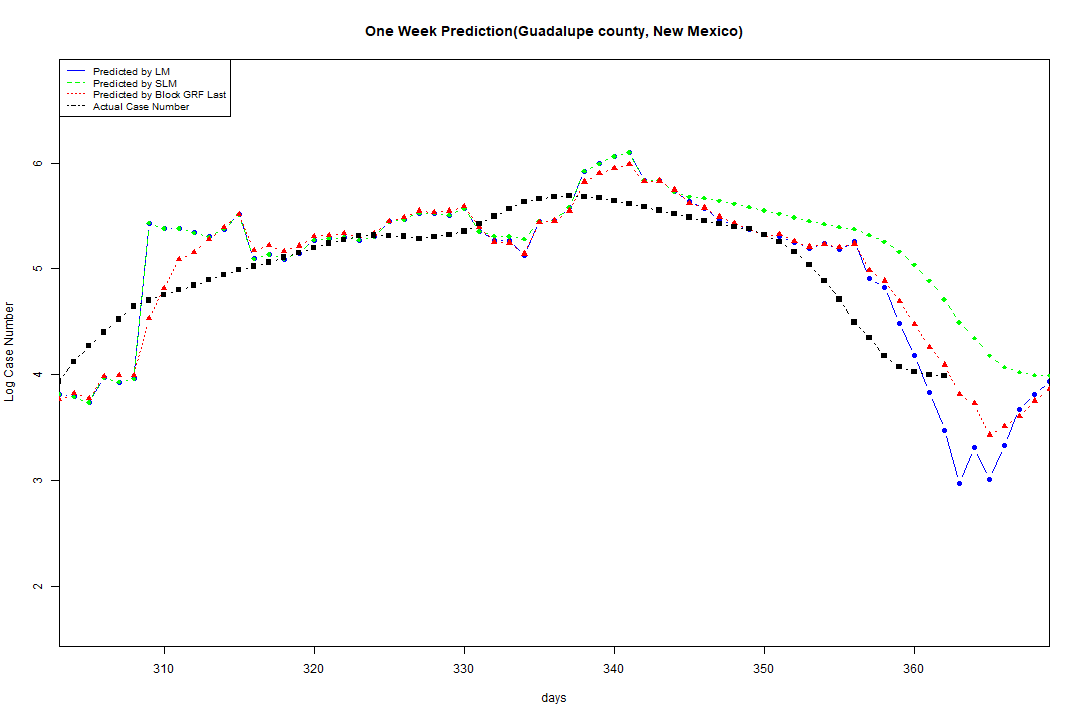 One Week Prediction(Guadalupe county, New Mexico)
Predicted by LM
Predicted by SLM
Predicted by Block GRF Last
Actual Case Number
6
5
4
3
2
Log Case Number
310 320 330 340 350 360
days